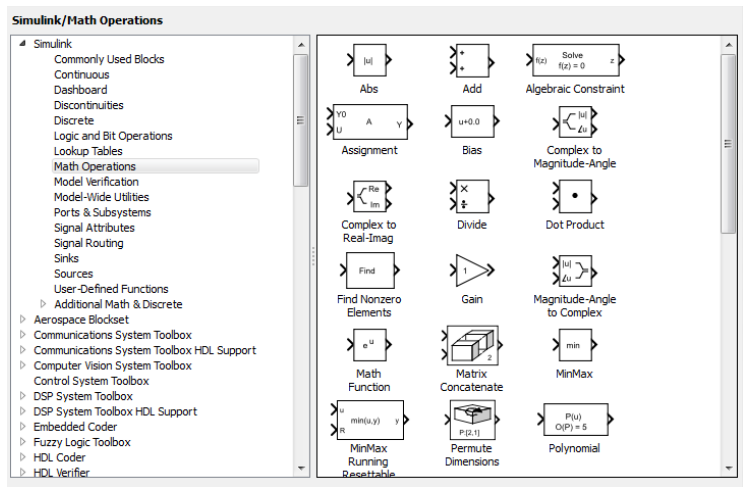 Simulink/Math Operations
Simulink
Commonly Used Blocks
Continuous
Dashboard
Discontinuities
Discrete
Logic and Bit Operations
Lookup Tables
Math Operations
Model Verification
Model-Wide Utilities
Ports & Subsystems
Signal Attributes
Signal Routing
Sinks
Sources
User-Defined Functions
Additional Math & Discrete
Aerospace Blockset
Communications System Toolbox
Communications System Toolbox HDL Support
Computer Vision System Toolbox
Control System Toolbox
DSP System Toolbox
DSP System Toolbox HDL Support
Embedded Coder
Fuzzy Logic Toolbox
HDL Coder
HDL Verifier
|u|
Abs
+
+
Add
Solve
f(z) f(z) = 0 z
Algebraic Constraint
Y0
U A Y
Assignment
u+0.0
Bias
|u|
∠u
Complex to
Magnitude-Angle
Re
Im
Complex to
Real-Imag
×
÷
Divide
Dot Product
Find
Find Nonzero
Elements
1
Gain
|u|
∠u
Magnitude-Angle
to Complex
e^u
Math
Function
2
Matrix
Concatenate
min
MinMax
u
min(u,y) y
R
MinMax
Running
Resettable
P:[2,1]
Permute
Dimensions
P(u)
O(P) = 5
Polynomial